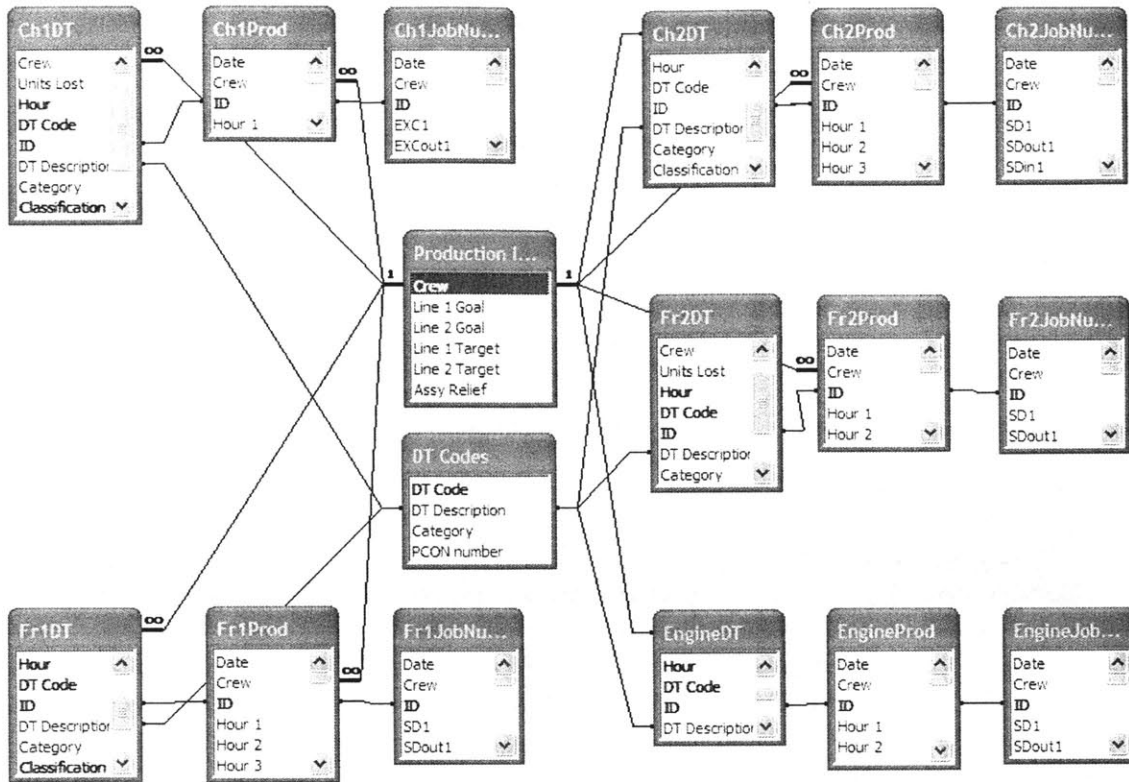 Ch1DT
Crew
Units Lost
Hour
DT Code
ID
DT Description
Category
Classification
Ch1Prod
Date
Crew
ID
Hour 1
Ch1JobNu...
Date
Crew
ID
EXC1
EXCout1
Ch2DT
Hour
DT Code
ID
DT Description
Category
Classification
Ch2Prod
Date
Crew
ID
Hour 1
Hour 2
Hour 3
Ch2JobNu...
Date
Crew
ID
SD1
SDout1
SDin1
∞
∞
∞
1
1
Production I...
Crew
Line 1 Goal
Line 2 Goal
Line 1 Target
Line 2 Target
Assy Relief
DT Codes
DT Code
DT Description
Category
PCON number
Fr2DT
Crew
Units Lost
Hour
DT Code
ID
DT Description
Category
∞
Fr2Prod
Date
Crew
ID
Hour 1
Hour 2
Fr2JobNu...
Date
Crew
ID
SD1
SDout1
Fr1DT
Hour
DT Code
ID
DT Description
Category
Classification
∞
Fr1Prod
Date
Crew
ID
Hour 1
Hour 2
Hour 3
∞
Fr1JobNu...
Date
Crew
ID
SD1
SDout1
EngineDT
Hour
DT Code
ID
DT Description
EngineProd
Date
Crew
ID
Hour 1
Hour 2
EngineJob...
Date
Crew
ID
SD1
SDout1